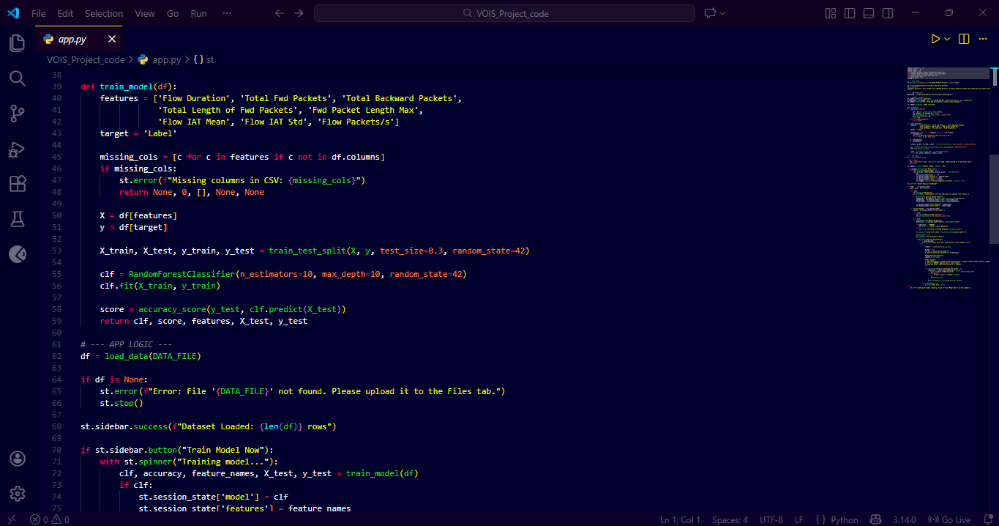 File Edit Selection View Go Run ··· VOIS_Project_code
app.py
VOIS_Project_code > app.py > {} st
38
39 def train_model(df):
40     features = ['Flow Duration', 'Total Fwd Packets', 'Total Backward Packets',
41                 'Total Length of Fwd Packets', 'Fwd Packet Length Max',
42                 'Flow IAT Mean', 'Flow IAT Std', 'Flow Packets/s']
43     target = 'Label'
44
45     missing_cols = [c for c in features if c not in df.columns]
46     if missing_cols:
47         st.error(f"Missing columns in CSV: {missing_cols}")
48         return None, 0, [], None, None
49
50     X = df[features]
51     y = df[target]
52
53     X_train, X_test, y_train, y_test = train_test_split(X, y, test_size=0.3, random_state=42)
54
55     clf = RandomForestClassifier(n_estimators=10, max_depth=10, random_state=42)
56     clf.fit(X_train, y_train)
57
58     score = accuracy_score(y_test, clf.predict(X_test))
59     return clf, score, features, X_test, y_test
60
61 # --- APP LOGIC ---
62 df = load_data(DATA_FILE)
63
64 if df is None:
65     st.error(f"Error: File '{DATA_FILE}' not found. Please upload it to the Files tab.")
66     st.stop()
67
68 st.sidebar.success(f"Dataset Loaded: {len(df)} rows")
69
70 if st.sidebar.button("Train Model Now"):
71     with st.spinner("Training model..."):
72         clf, accuracy, feature_names, X_test, y_test = train_model(df)
73         if clf:
74             st.session_state['model'] = clf
75             st.session_state['features'] = feature_names
0 0 Ln 1, Col 1 Spaces: 4 UTF-8 LF {} Python 3.14.0 Go Live